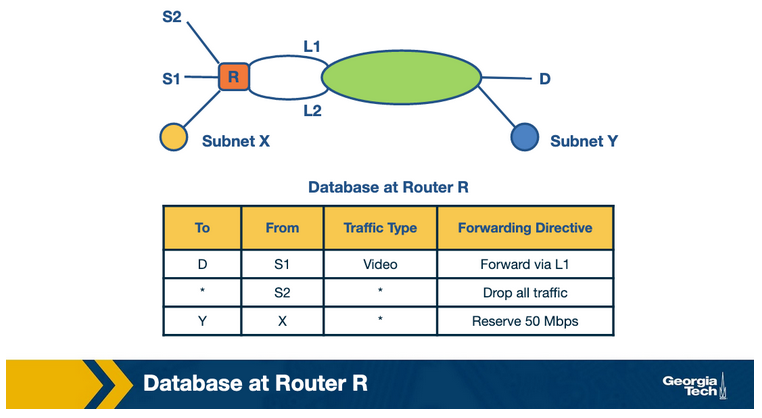 S2
L1
S1
R
D
L2
Subnet X
Subnet Y
Database at Router R
To From Traffic Type Forwarding Directive
D S1 Video Forward via L1
* S2 * Drop all traffic
Y X * Reserve 50 Mbps
Database at Router R
Georgia
Tech